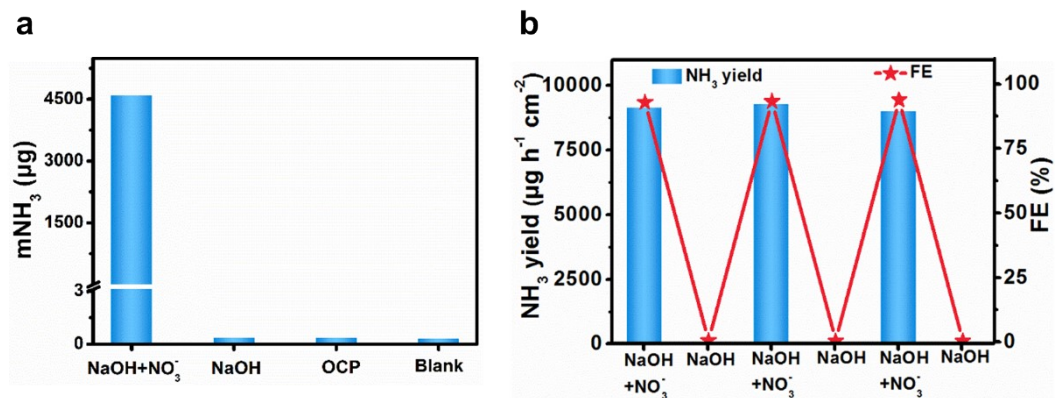 a
mNH₃ (µg)
4500
3000
1500
3
0
NaOH+NO₃⁻
NaOH
OCP
Blank
b
NH₃ yield
FE
NH₃ yield (µg h⁻¹ cm⁻²)
10000
7500
5000
2500
0
100
75
50
25
0
FE (%)
NaOH NaOH NaOH NaOH NaOH NaOH
+NO₃⁻ +NO₃⁻ +NO₃⁻